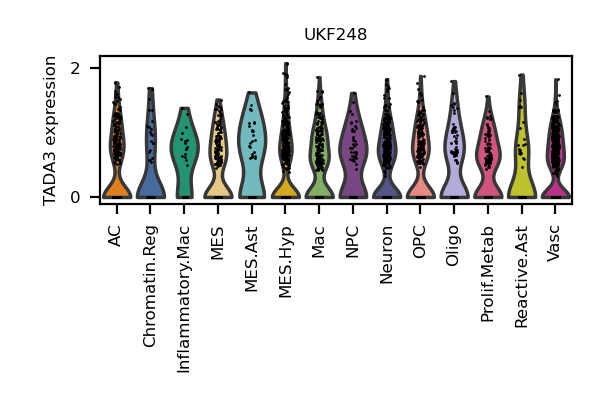 UKF248
TADA3 expression
2
0
AC
Chromatin.Reg
Inflammatory.Mac
MES
MES.Ast
MES.Hyp
Mac
NPC
Neuron
OPC
Oligo
Prolif.Metab
Reactive.Ast
Vasc